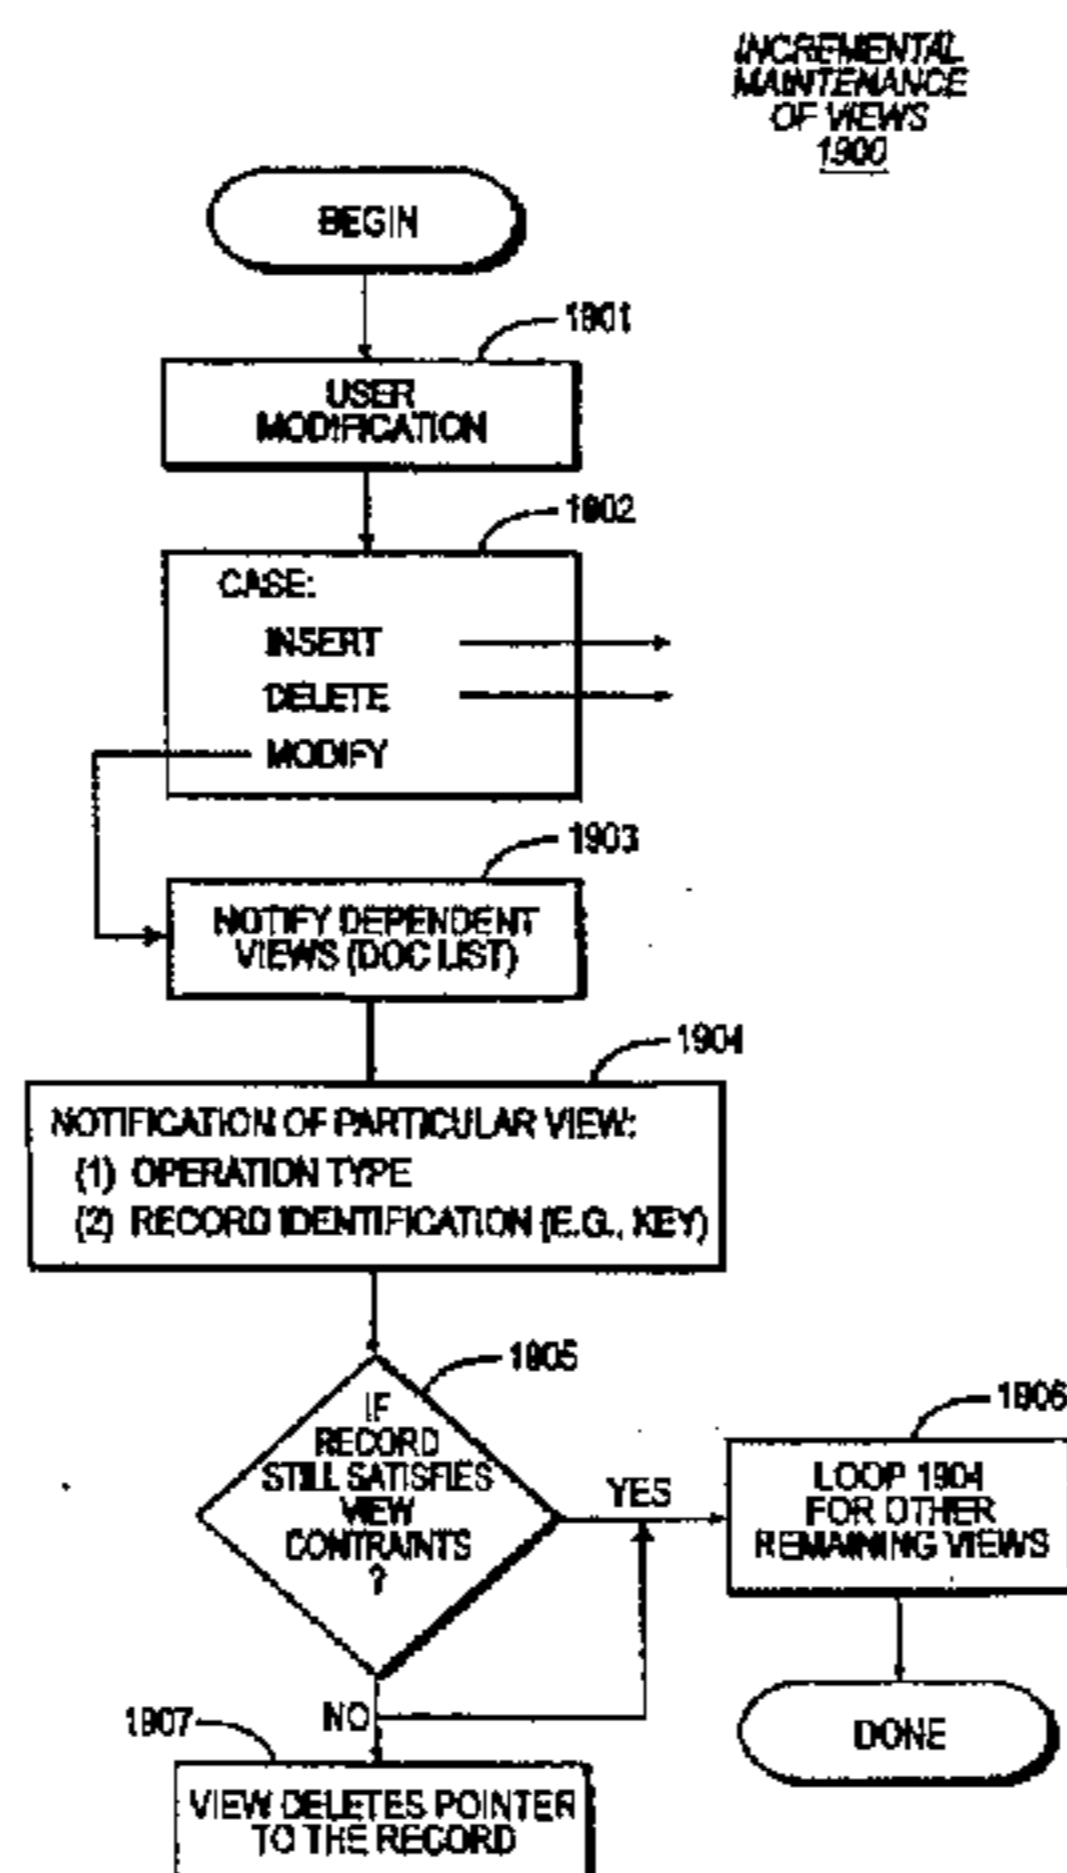 INCREMENTAL
MAINTENANCE
OF VIEWS
1900
BEGIN
1901
USER
MODIFICATION
1902
CASE:
INSERT
DELETE
MODIFY
1903
NOTIFY DEPENDENT
VIEWS (DOC LIST)
1904
NOTIFICATION OF PARTICULAR VIEW:
(1) OPERATION TYPE
(2) RECORD IDENTIFICATION (E.G., KEY)
1905
IF
RECORD
STILL SATISFIES
VIEW
CONTRAINTS
?
YES
1906
LOOP 1904
FOR OTHER
REMAINING VIEWS
NO
DONE
1907
VIEW DELETES POINTER
TO THE RECORD